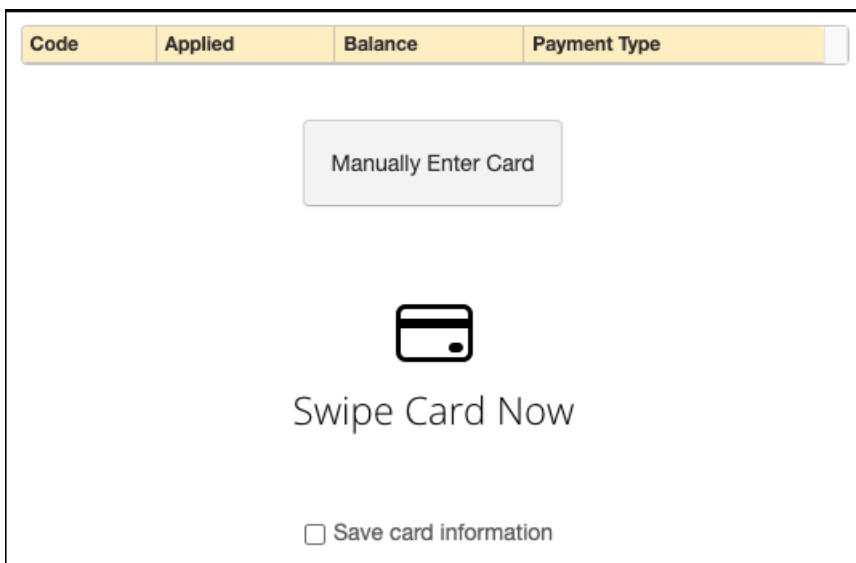 Code Applied Balance Payment Type
Manually Enter Card
Swipe Card Now
Save card information